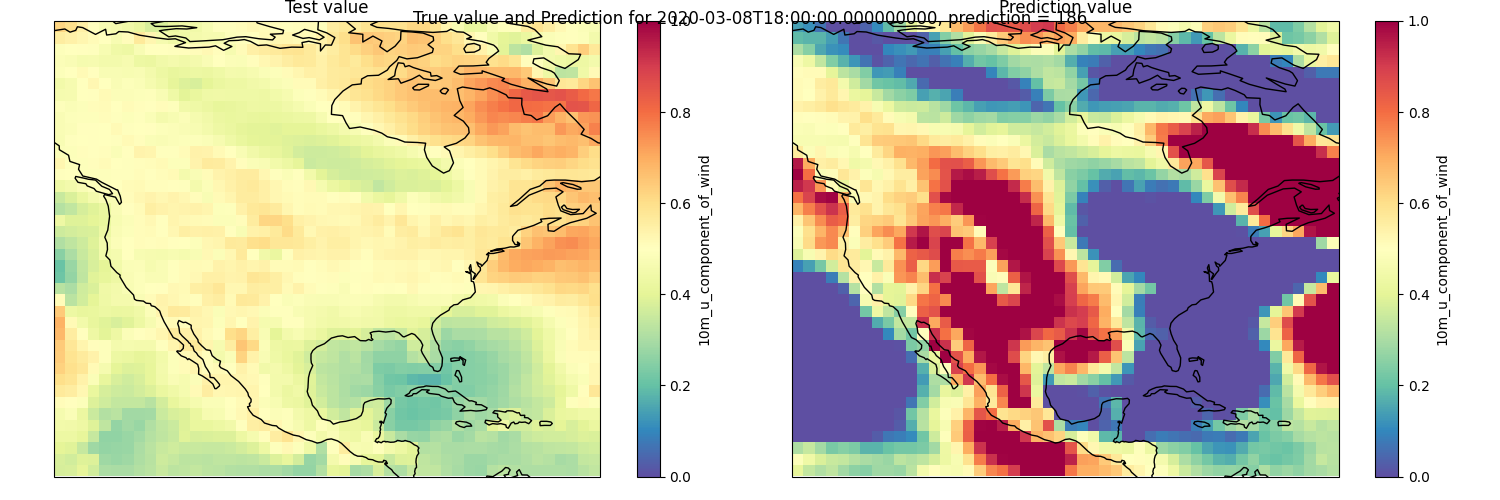 Test value
Prediction value
True value and Prediction for 2020-03-08T18:00:00.000000000, prediction = 186
1.0
0.8
0.6
0.4
0.2
0.0
10m_u_component_of_wind
1.0
0.8
0.6
0.4
0.2
0.0
10m_u_component_of_wind